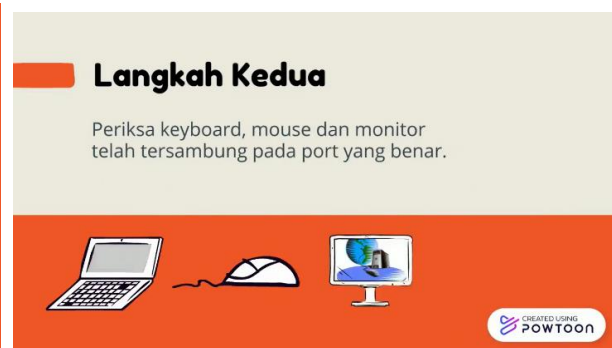 Langkah Kedua
Periksa keyboard, mouse dan monitor
telah tersambung pada port yang benar.
CREATED USING
POWTOON